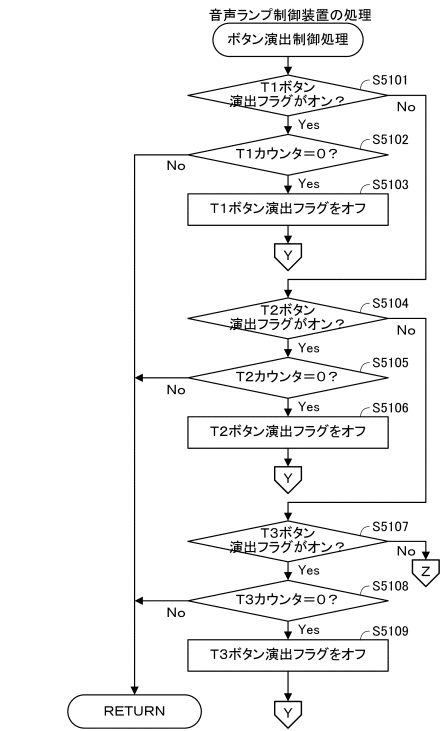 音声ランプ制御装置の処理
ボタン演出制御処理
S5101
T1ボタン
演出フラグがオン?
No
Yes
S5102
T1カウンタ=0?
No
Yes
S5103
T1ボタン演出フラグをオフ
Y
S5104
T2ボタン
演出フラグがオン?
No
Yes
S5105
T2カウンタ=0?
No
Yes
S5106
T2ボタン演出フラグをオフ
Y
S5107
T3ボタン
演出フラグがオン?
No
Z
Yes
S5108
T3カウンタ=0?
No
Yes
S5109
T3ボタン演出フラグをオフ
RETURN
Y